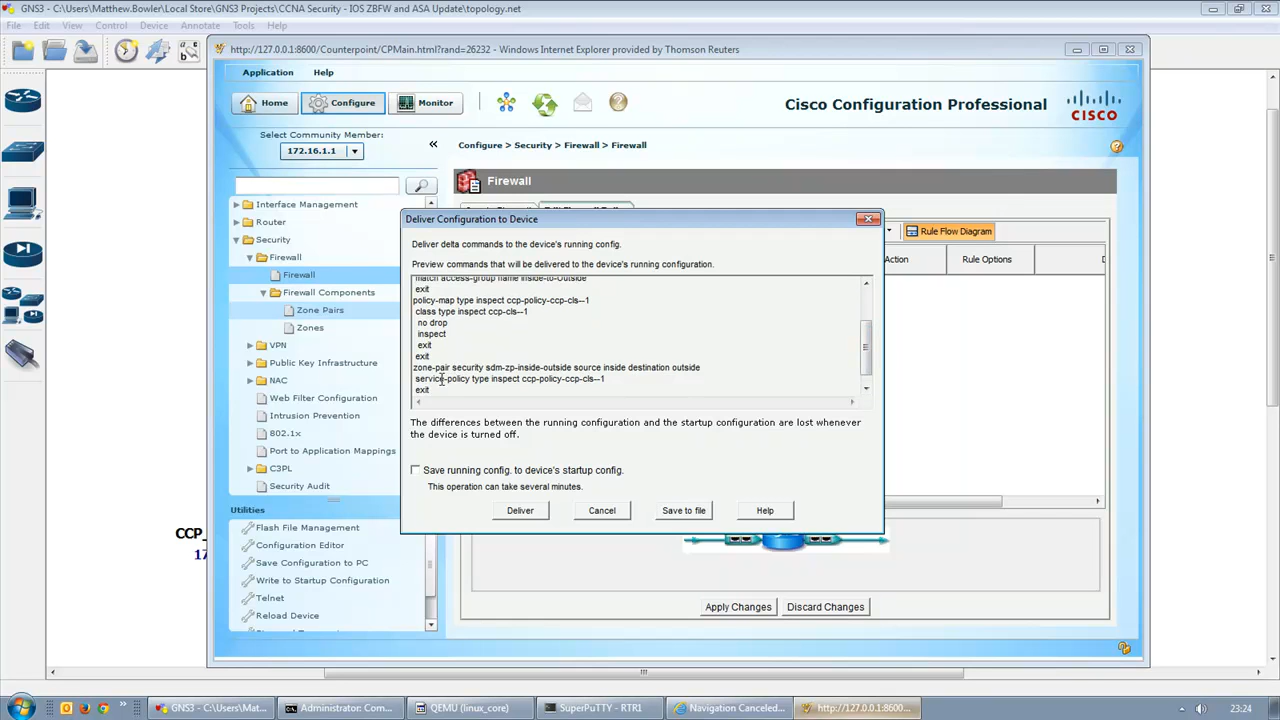 GNS3 - C:\Users\Matthew.Bowler\Local Store\GNS3 Projects\CCNA Security - IOS ZBFW and ASA Update\topology.net
File Edit View Control Device Annotate Tools Help
http://127.0.0.1:8600/Counterpoint/CPMain.html?rand=26232 - Windows Internet Explorer provided by Thomson Reuters
Application Help
Home Configure Monitor
Cisco Configuration Professional
CISCO
Select Community Member:
172.16.1.1
Configure > Security > Firewall > Firewall
Firewall
Interface Management
Router
Security
Firewall
Firewall
Firewall Components
Zone Pairs
Zones
VPN
Public Key Infrastructure
NAC
Web Filter Configuration
Intrusion Prevention
802.1x
Port to Application Mappings
C3PL
Security Audit
Utilities
Flash File Management
Configuration Editor
Save Configuration to PC
Write to Startup Configuration
Telnet
Reload Device
Rule Flow Diagram
Action Rule Options
Deliver Configuration to Device
Deliver delta commands to the device's running config.
Preview commands that will be delivered to the device's running configuration.
match access-group name Inside-to-Outside
exit
policy-map type inspect ccp-policy-ccp-cls--1
class type inspect ccp-cls--1
no drop
inspect
exit
exit
zone-pair security sdm-zp-inside-outside source inside destination outside
service-policy type inspect ccp-policy-ccp-cls--1
exit
The differences between the running configuration and the startup configuration are lost whenever
the device is turned off.
Save running config. to device's startup config.
This operation can take several minutes.
Deliver Cancel Save to file Help
Apply Changes Discard Changes
CCP_
17
GNS3 - C:\Users\Mat... Administrator: Com... QEMU (linux_core) SuperPuTTY - RTR1 Navigation Canceled... http://127.0.0.1:8600...
23:24